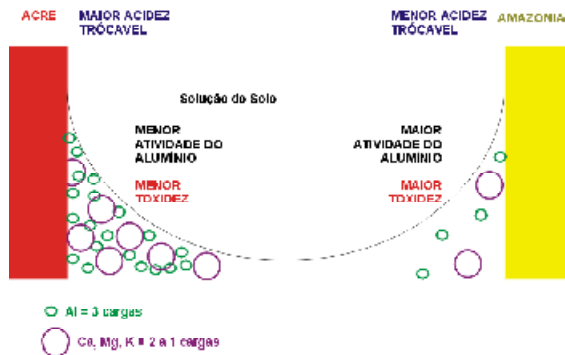 ACRE
MAIOR ACIDEZ
TRÓCAVEL
MENOR ACIDEZ
TRÓCAVEL
AMAZONIA
Solução do Solo
MENOR
ATIVIDADE DO
ALUMÍNIO
MENOR
TOXIDEZ
MAIOR
ATIVIDADE DO
ALUMÍNIO
MAIOR
TOXIDEZ
Al = 3 cargas
Ca, Mg, K = 2 a 1 cargas